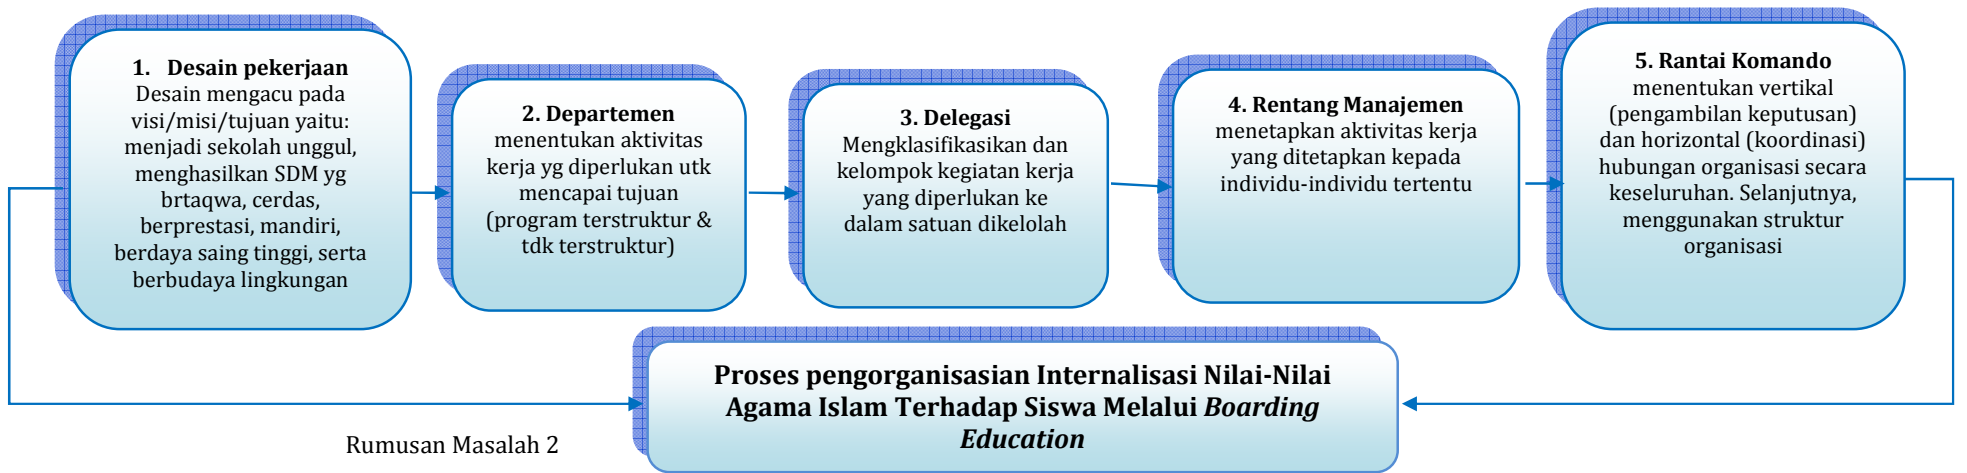 1. Desain pekerjaan
Desain mengacu pada
visi/misi/tujuan yaitu:
menjadi sekolah unggul,
menghasilkan SDM yg
brtaqwa, cerdas,
berprestasi, mandiri,
berdaya saing tinggi, serta
berbudaya lingkungan
2. Departemen
menentukan aktivitas
kerja yg diperlukan utk
mencapai tujuan
(program terstruktur &
tdk terstruktur)
3. Delegasi
Mengklasifikasikan dan
kelompok kegiatan kerja
yang diperlukan ke
dalam satuan dikelolah
4. Rentang Manajemen
menetapkan aktivitas kerja
yang ditetapkan kepada
individu-individu tertentu
5. Rantai Komando
menentukan vertikal
(pengambilan keputusan)
dan horizontal (koordinasi)
hubungan organisasi secara
keseluruhan. Selanjutnya,
menggunakan struktur
organisasi
Proses pengorganisasian Internalisasi Nilai-Nilai
Agama Islam Terhadap Siswa Melalui Boarding
Education
Rumusan Masalah 2